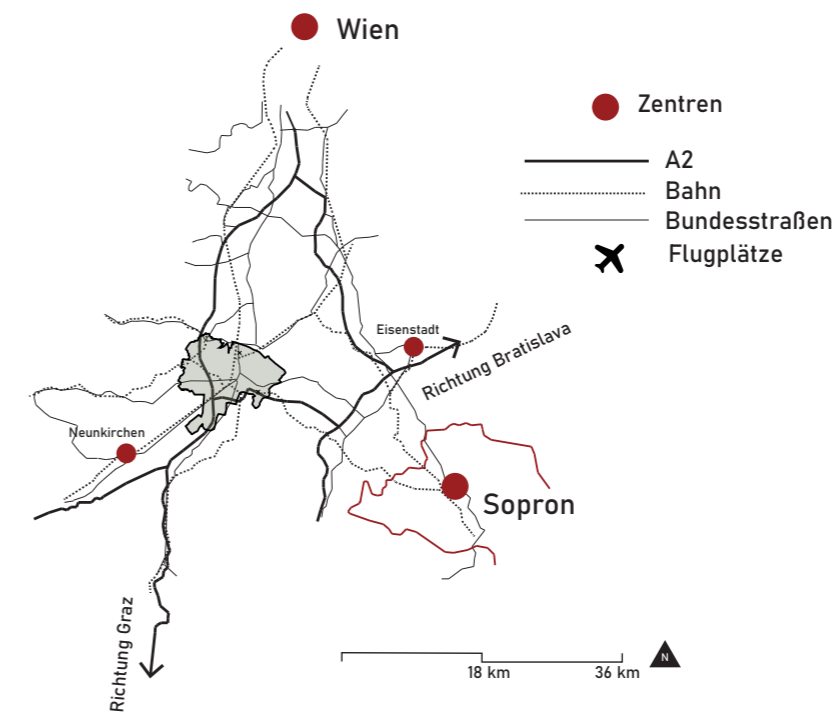 Wien
Zentren
A2
Bahn
Bundesstraßen
Flugplätze
Eisenstadt
Richtung Bratislava
Neunkirchen
Sopron
Richtung Graz
18 km
36 km
N